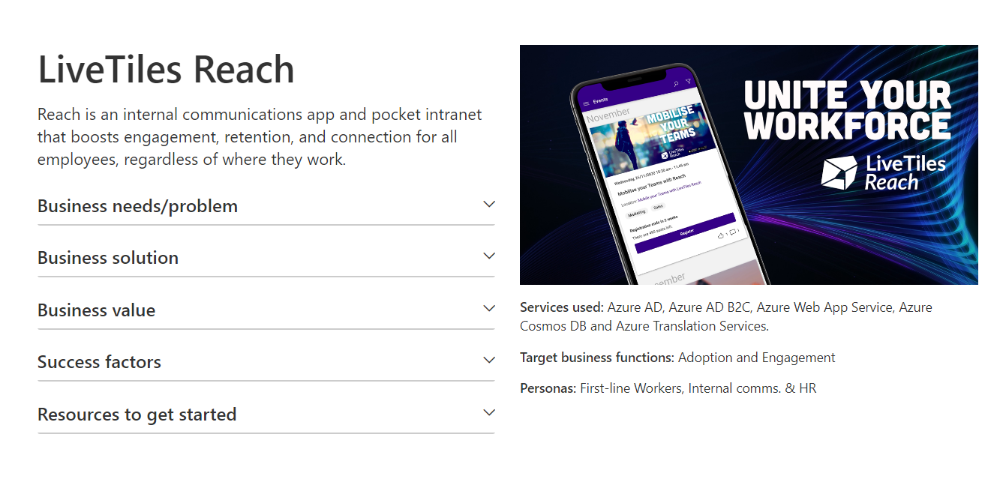 LiveTiles Reach
Reach is an internal communications app and pocket intranet
that boosts engagement, retention, and connection for all
employees, regardless of where they work.
Business needs/problem
Business solution
Business value
Success factors
Resources to get started
Events
November
MOBILISE
YOUR
TEAMS
LiveTiles
Reach
Wednesday, 25/11/2020 10:30 am - 11:45 am
Mobilise your Teams with Reach
Location: Mobile your Teams with LiveTiles Reach
Marketing Sales
Registration ends in 2 weeks
There are 495 seats left.
Register
UNITE YOUR
WORKFORCE
LiveTiles
Reach
Services used: Azure AD, Azure AD B2C, Azure Web App Service, Azure
Cosmos DB and Azure Translation Services.
Target business functions: Adoption and Engagement
Personas: First-line Workers, Internal comms. & HR